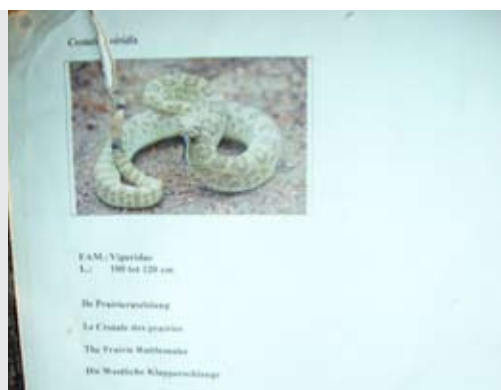 viridis
FAM.: Viperidae
L.: 100 tot 120 cm
De Prairieratelslang
Le Crotale des prairies
The Prairie Rattlesnake
Die Westliche Klapperschlange